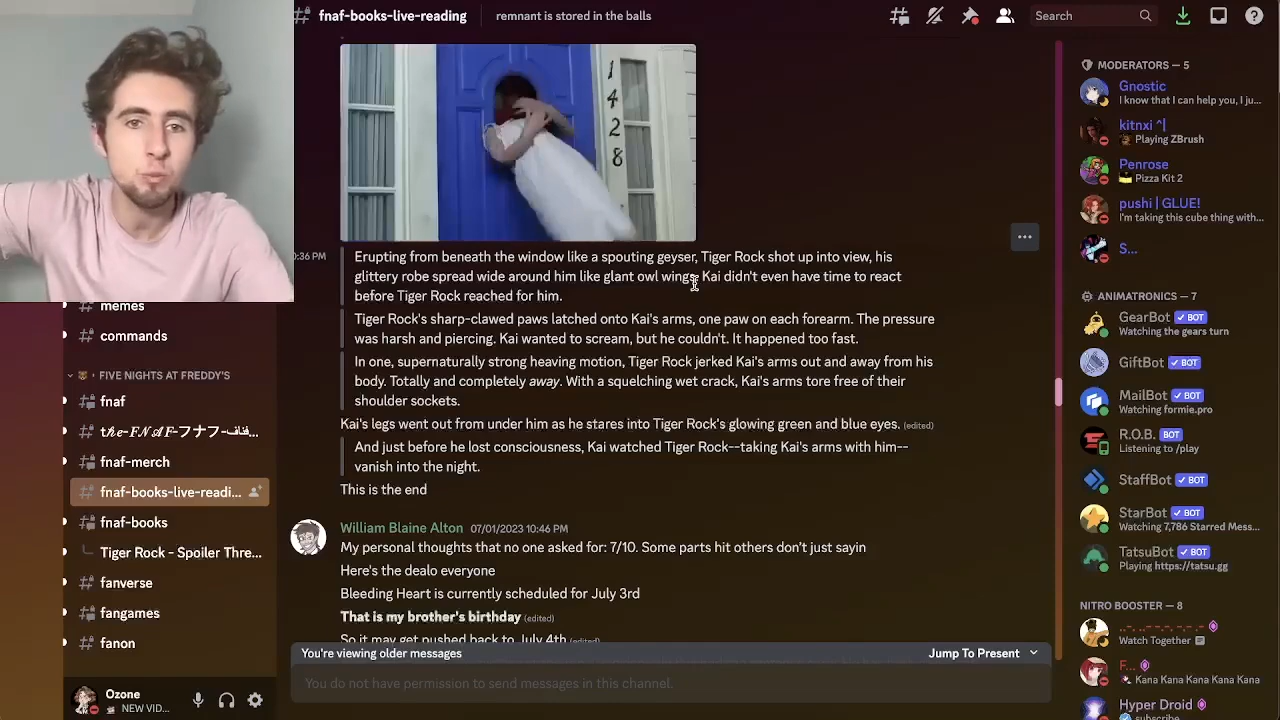 fnaf-books-live-reading
remnant is stored in the balls
Search
1
4
2
8
0:36 PM
Erupting from beneath the window like a spouting geyser, Tiger Rock shot up into view, his
glittery robe spread wide around him like giant owl wings. Kai didn't even have time to react
before Tiger Rock reached for him.
Tiger Rock's sharp-clawed paws latched onto Kai's arms, one paw on each forearm. The pressure
was harsh and piercing. Kai wanted to scream, but he couldn't. It happened too fast.
In one, supernaturally strong heaving motion, Tiger Rock jerked Kai's arms out and away from his
body. Totally and completely away. With a squelching wet crack, Kai's arms tore free of their
shoulder sockets.
Kai's legs went out from under him as he stares into Tiger Rock's glowing green and blue eyes. (edited)
And just before he lost consciousness, Kai watched Tiger Rock--taking Kai's arms with him--
vanish into the night.
This is the end
William Blaine Alton 07/01/2023 10:46 PM
My personal thoughts that no one asked for: 7/10. Some parts hit others don't just sayin
Here's the dealo everyone
Bleeding Heart is currently scheduled for July 3rd
That is my brother's birthday (edited)
So it may get pushed back to July 4th (edited)
You're viewing older messages
Jump To Present
You do not have permission to send messages in this channel.
memes
commands
FIVE NIGHTS AT FREDDY'S
fnaf
fnaf-merch
fnaf-books-live-readi...
fnaf-books
Tiger Rock - Spoiler Thre...
fanverse
fangames
fanon
Ozone
NEW VID...
MODERATORS — 5
Gnostic
I know that I can help you, I ju...
kitnxi ^|
Playing ZBrush
Penrose
Pizza Kit 2
pushi | GLUE!
I'm taking this cube thing with...
S...
ANIMATRONICS — 7
GearBot BOT
Watching the gears turn
GiftBot BOT
MailBot BOT
Watching formie.pro
R.O.B. BOT
Listening to /play
StaffBot BOT
StarBot BOT
Watching 7,786 Starred Mess...
TatsuBot BOT
Playing https://tatsu.gg
NITRO BOOSTER — 8
Watch Together
F...
Kana Kana Kana Kana Kana
Hyper Droid
subscribe